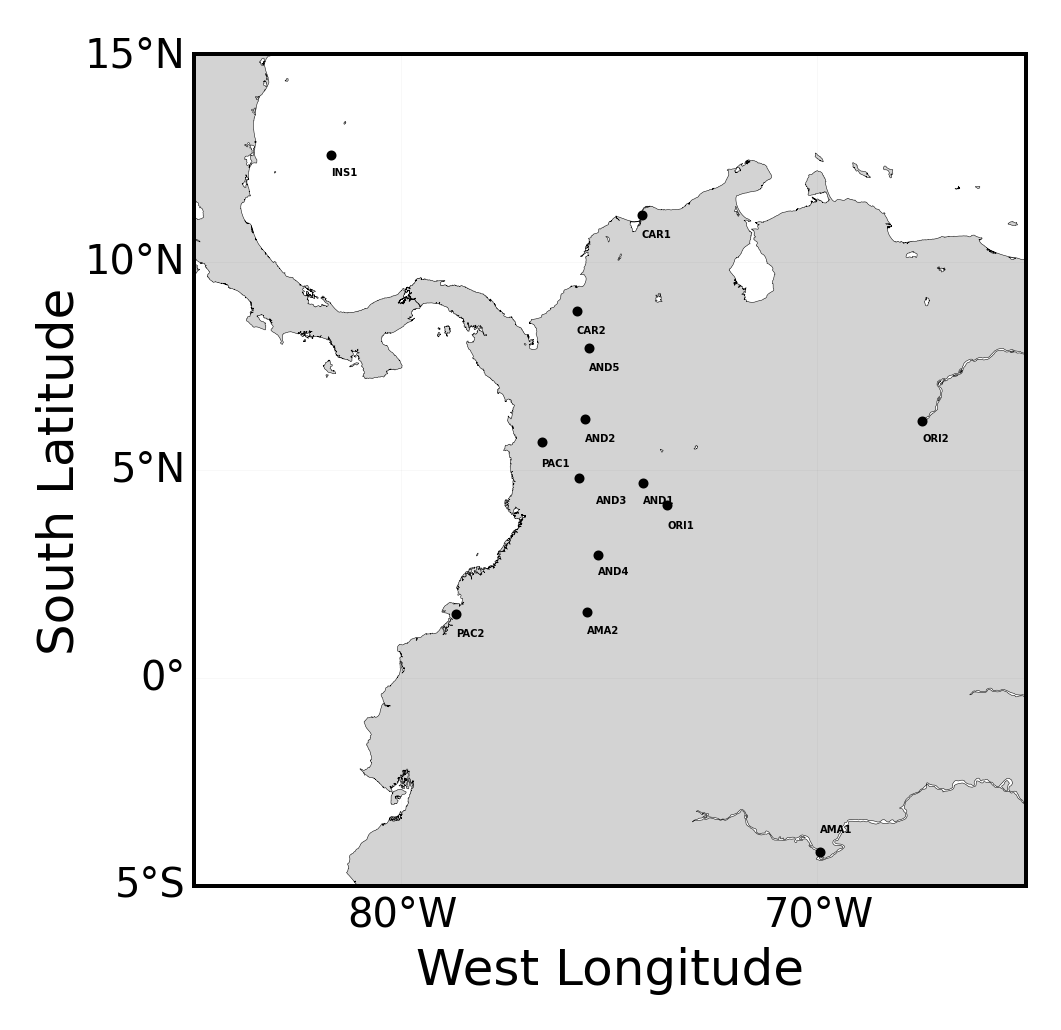 15°N
INS1
CAR1
10°N
CAR2
AND5
AND2
ORI2
PAC1
5°N
AND3
AND1
ORI1
AND4
AMA2
PAC2
0°
AMA1
5°S
80°W
70°W
West Longitude
South Latitude